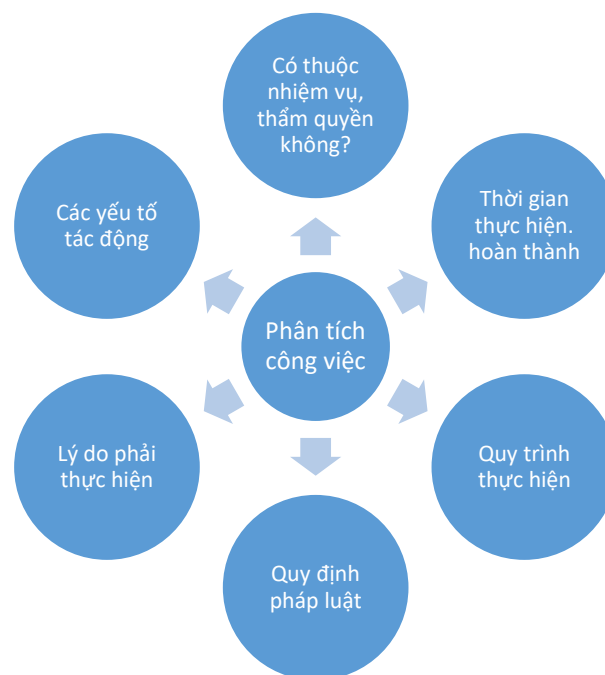 Có thuộc
nhiệm vụ,
thẩm quyền
không?
Thời gian
thực hiện.
hoàn thành
Quy trình
thực hiện
Quy định
pháp luật
Lý do phải
thực hiện
Các yếu tố
tác động
Phân tích
công việc